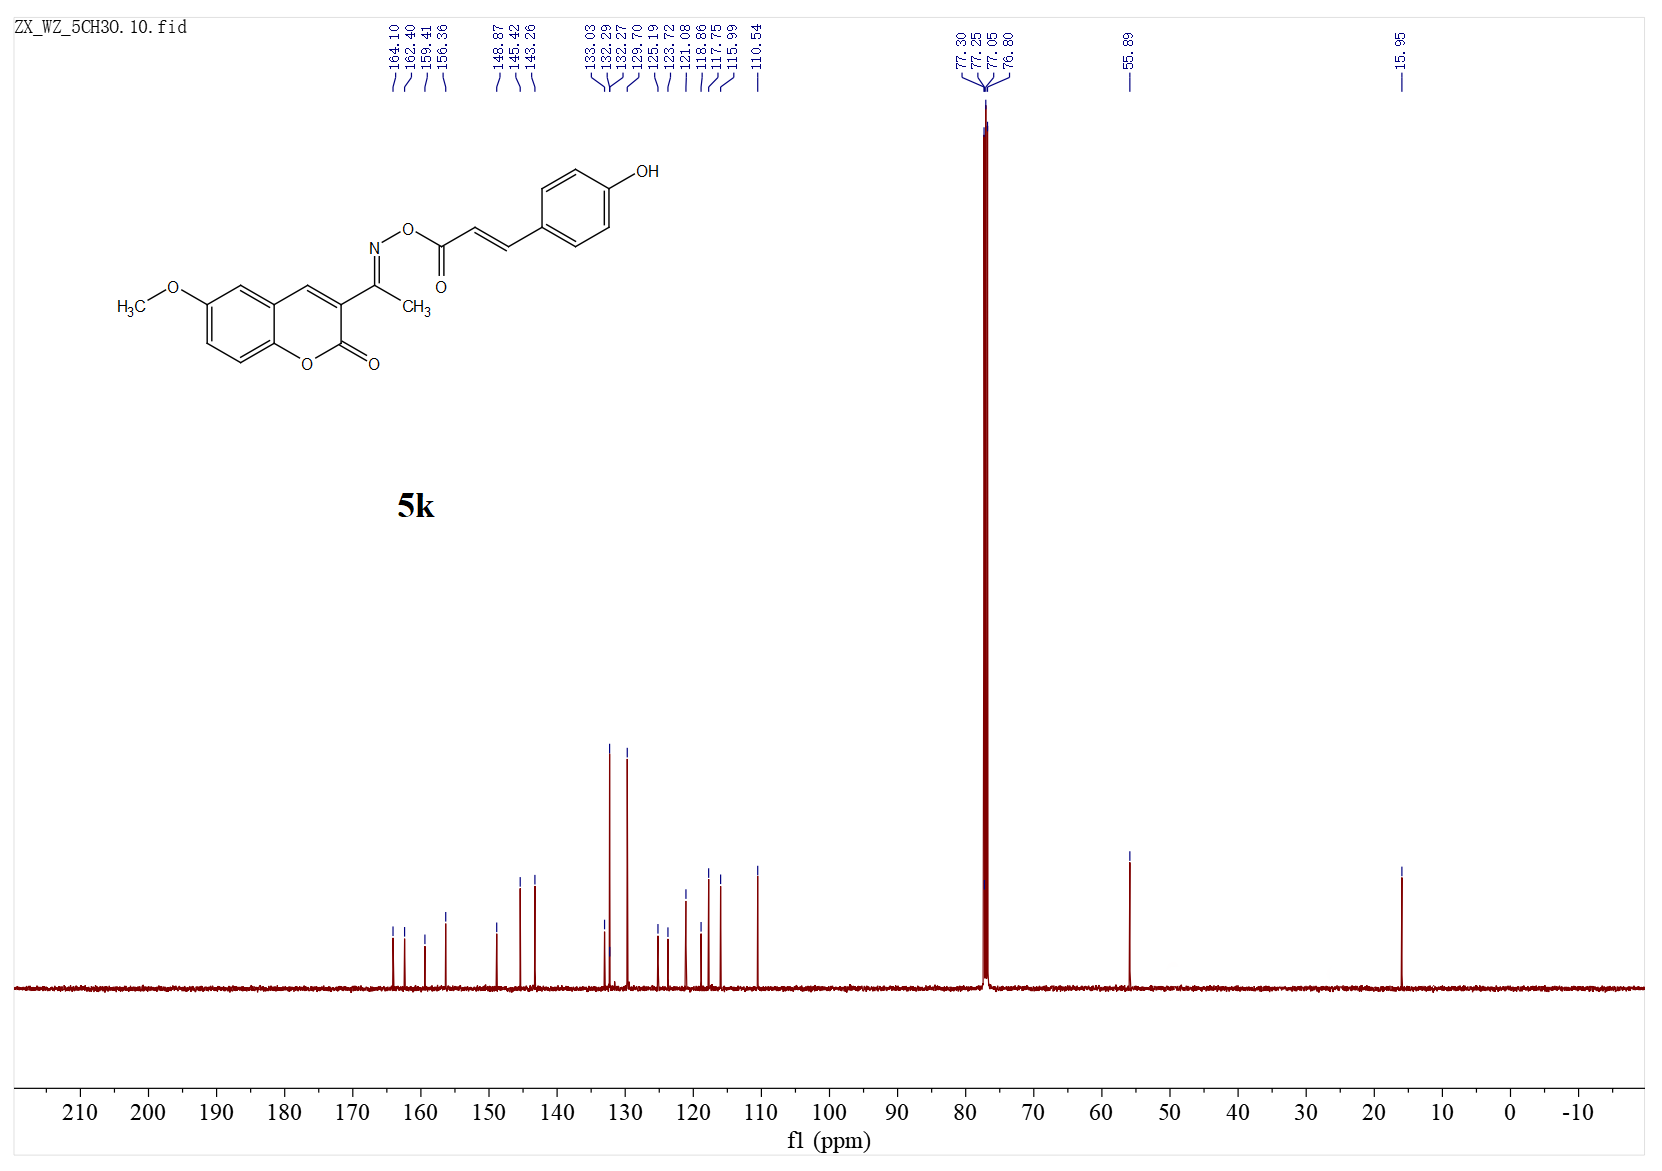 ZX_WZ_5CH3O.10.fid
164.10
162.40
159.41
156.36
148.87
145.42
143.26
133.03
132.29
132.27
129.70
125.19
123.72
121.08
118.86
117.75
115.99
110.54
77.30
77.25
77.05
76.80
55.89
15.95
OH
O
N
O
O
H3C
CH3
O
O
5k
210 200 190 180 170 160 150 140 130 120 110 100 90 80 70 60 50 40 30 20 10 0 -10
f1 (ppm)